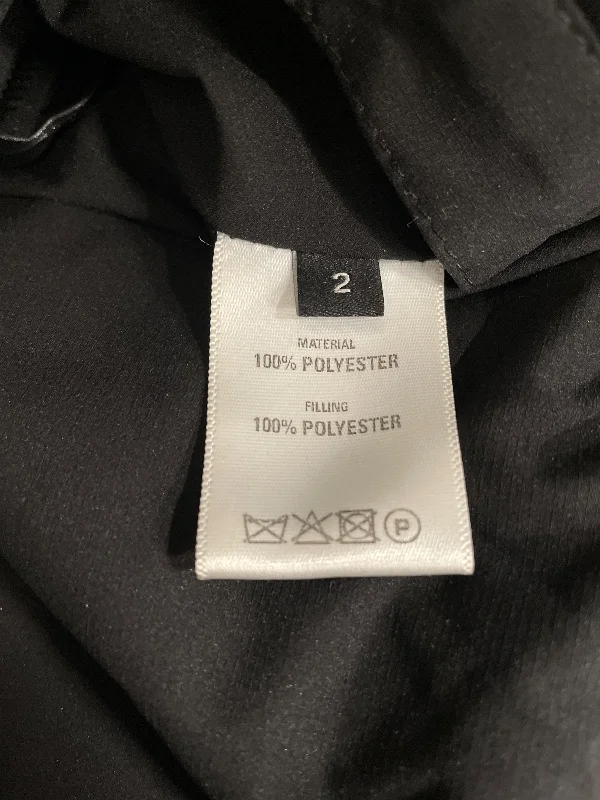 2
MATERIAL
100% POLYESTER
FILLING
100% POLYESTER
P